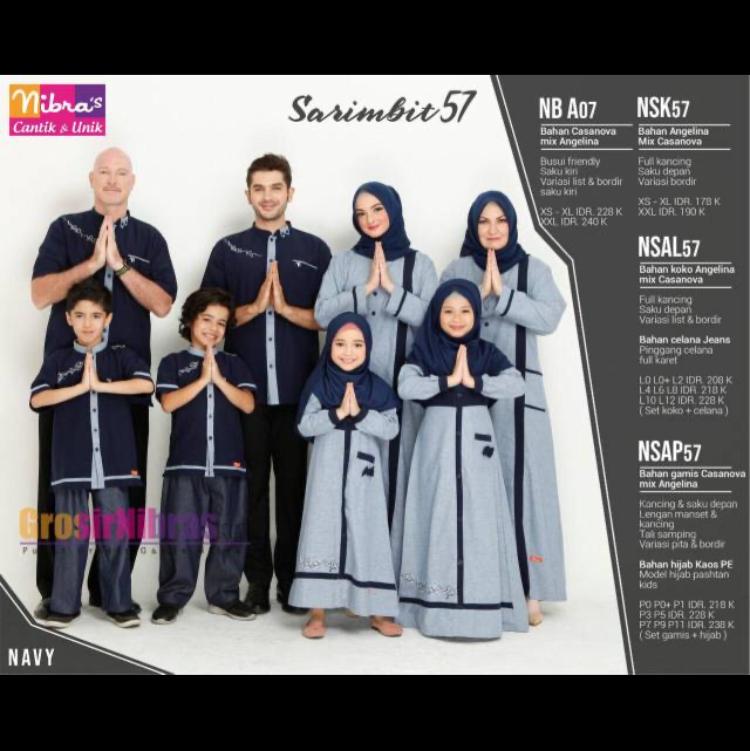 nibra's
Cantik & Unik
Sarimbit 57
NB A07
Bahan Casanova
mix Angelina
Busui friendly
Saku kiri
Variasi list & bordir
saku kiri
XS - XL IDR. 228 K
XXL IDR. 240 K
NSK57
Bahan Angelina
Mix Casanova
Full kancing
Saku depan
Variasi bordir
XS - XL IDR. 178 K
XXL IDR. 190 K
NSAL57
Bahan koko Angelina
mix Casanova
Full kancing
Saku depan
Variasi list & bordir
Bahan celana Jeans
Pinggang celana
full karet
L0 L0+ L2 IDR. 208 K
L4 L6 L8 IDR. 218 K
L10 L12 IDR. 228 K
( Set koko + celana )
NSAP57
Bahan gamis Casanova
mix Angelina
Kancing & saku depan
Lengan manset &
kancing
Tali samping
Variasi pita & bordir
Bahan hijab Kaos PE
Model hijab pashtan
kids
P0 P0+ P1 IDR. 218 K
P3 P5 IDR. 228 K
P7 P9 P11 IDR. 238 K
( Set gamis + hijab )
GrosirNibras
NAVY